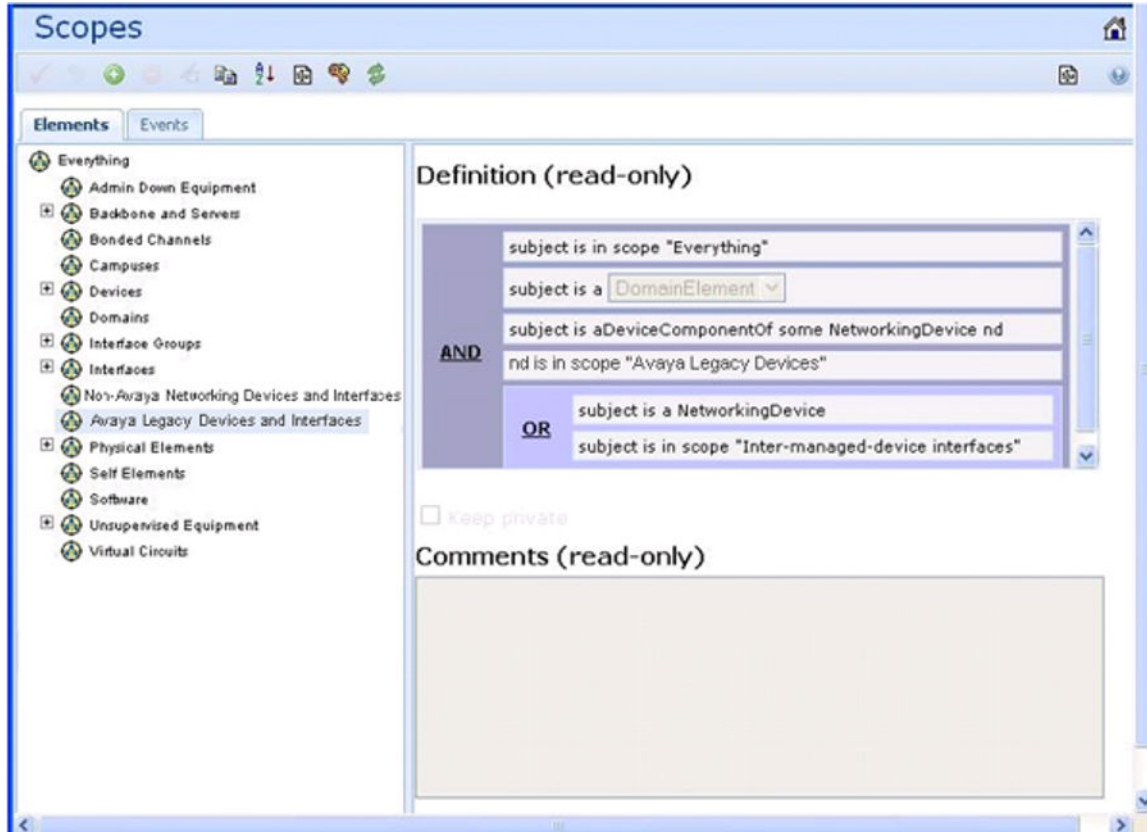 Scopes
Elements
Events
Everything
Admin Down Equipment
Backbone and Servers
Bonded Channels
Campuses
Devices
Domains
Interface Groups
Interfaces
Non-Avaya Networking Devices and Interfaces
Avaya Legacy Devices and Interfaces
Physical Elements
Self Elements
Software
Unsupervised Equipment
Virtual Circuits
Definition (read-only)
AND
subject is in scope "Everything"
subject is a DomainElement
subject is aDeviceComponentOf some NetworkingDevice nd
nd is in scope "Avaya Legacy Devices"
OR
subject is a NetworkingDevice
subject is in scope "Inter-managed-device interfaces"
Keep private
Comments (read-only)